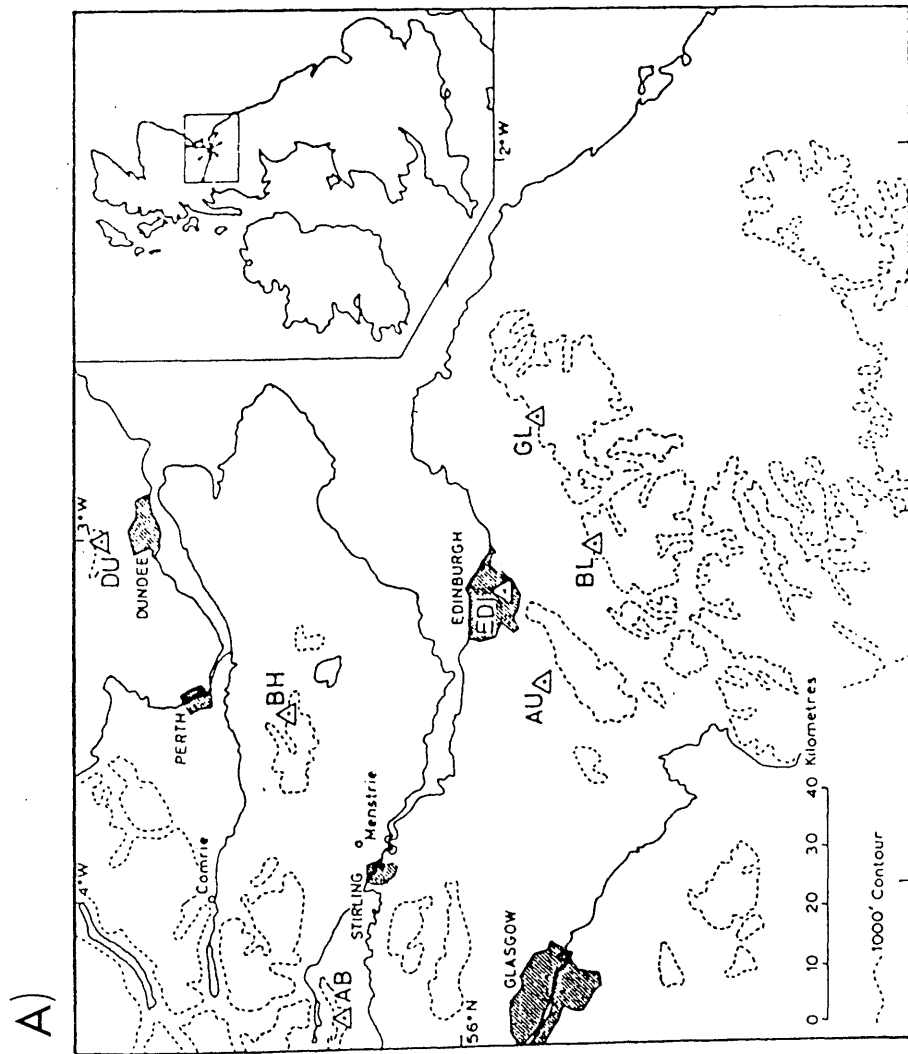 A)
4°W
3°W
2°W
DU
DUNDEE
PERTH
Comrie
BH
Menstrie
STIRLING
AB
56°N
EDINBURGH
EDI
GL
AU
BL
GLASGOW
0 10 20 30 40 Kilometres
1000' Contour